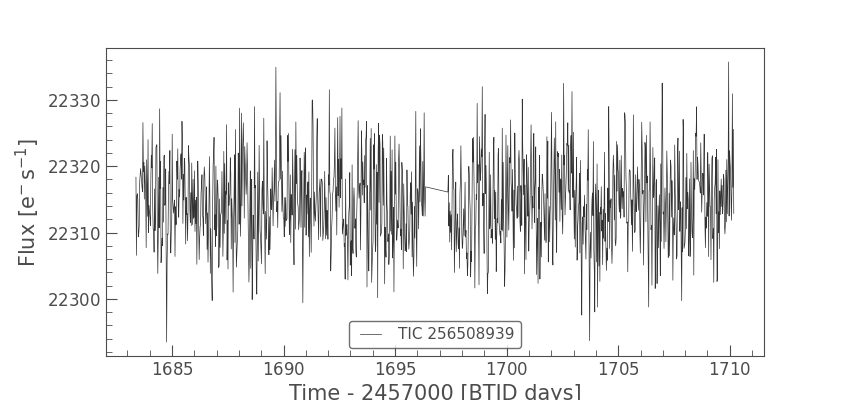 22330
22320
22310
22300
Flux [e⁻ s⁻¹]
TIC 256508939
1685 1690 1695 1700 1705 1710
Time - 2457000 [BTJD days]